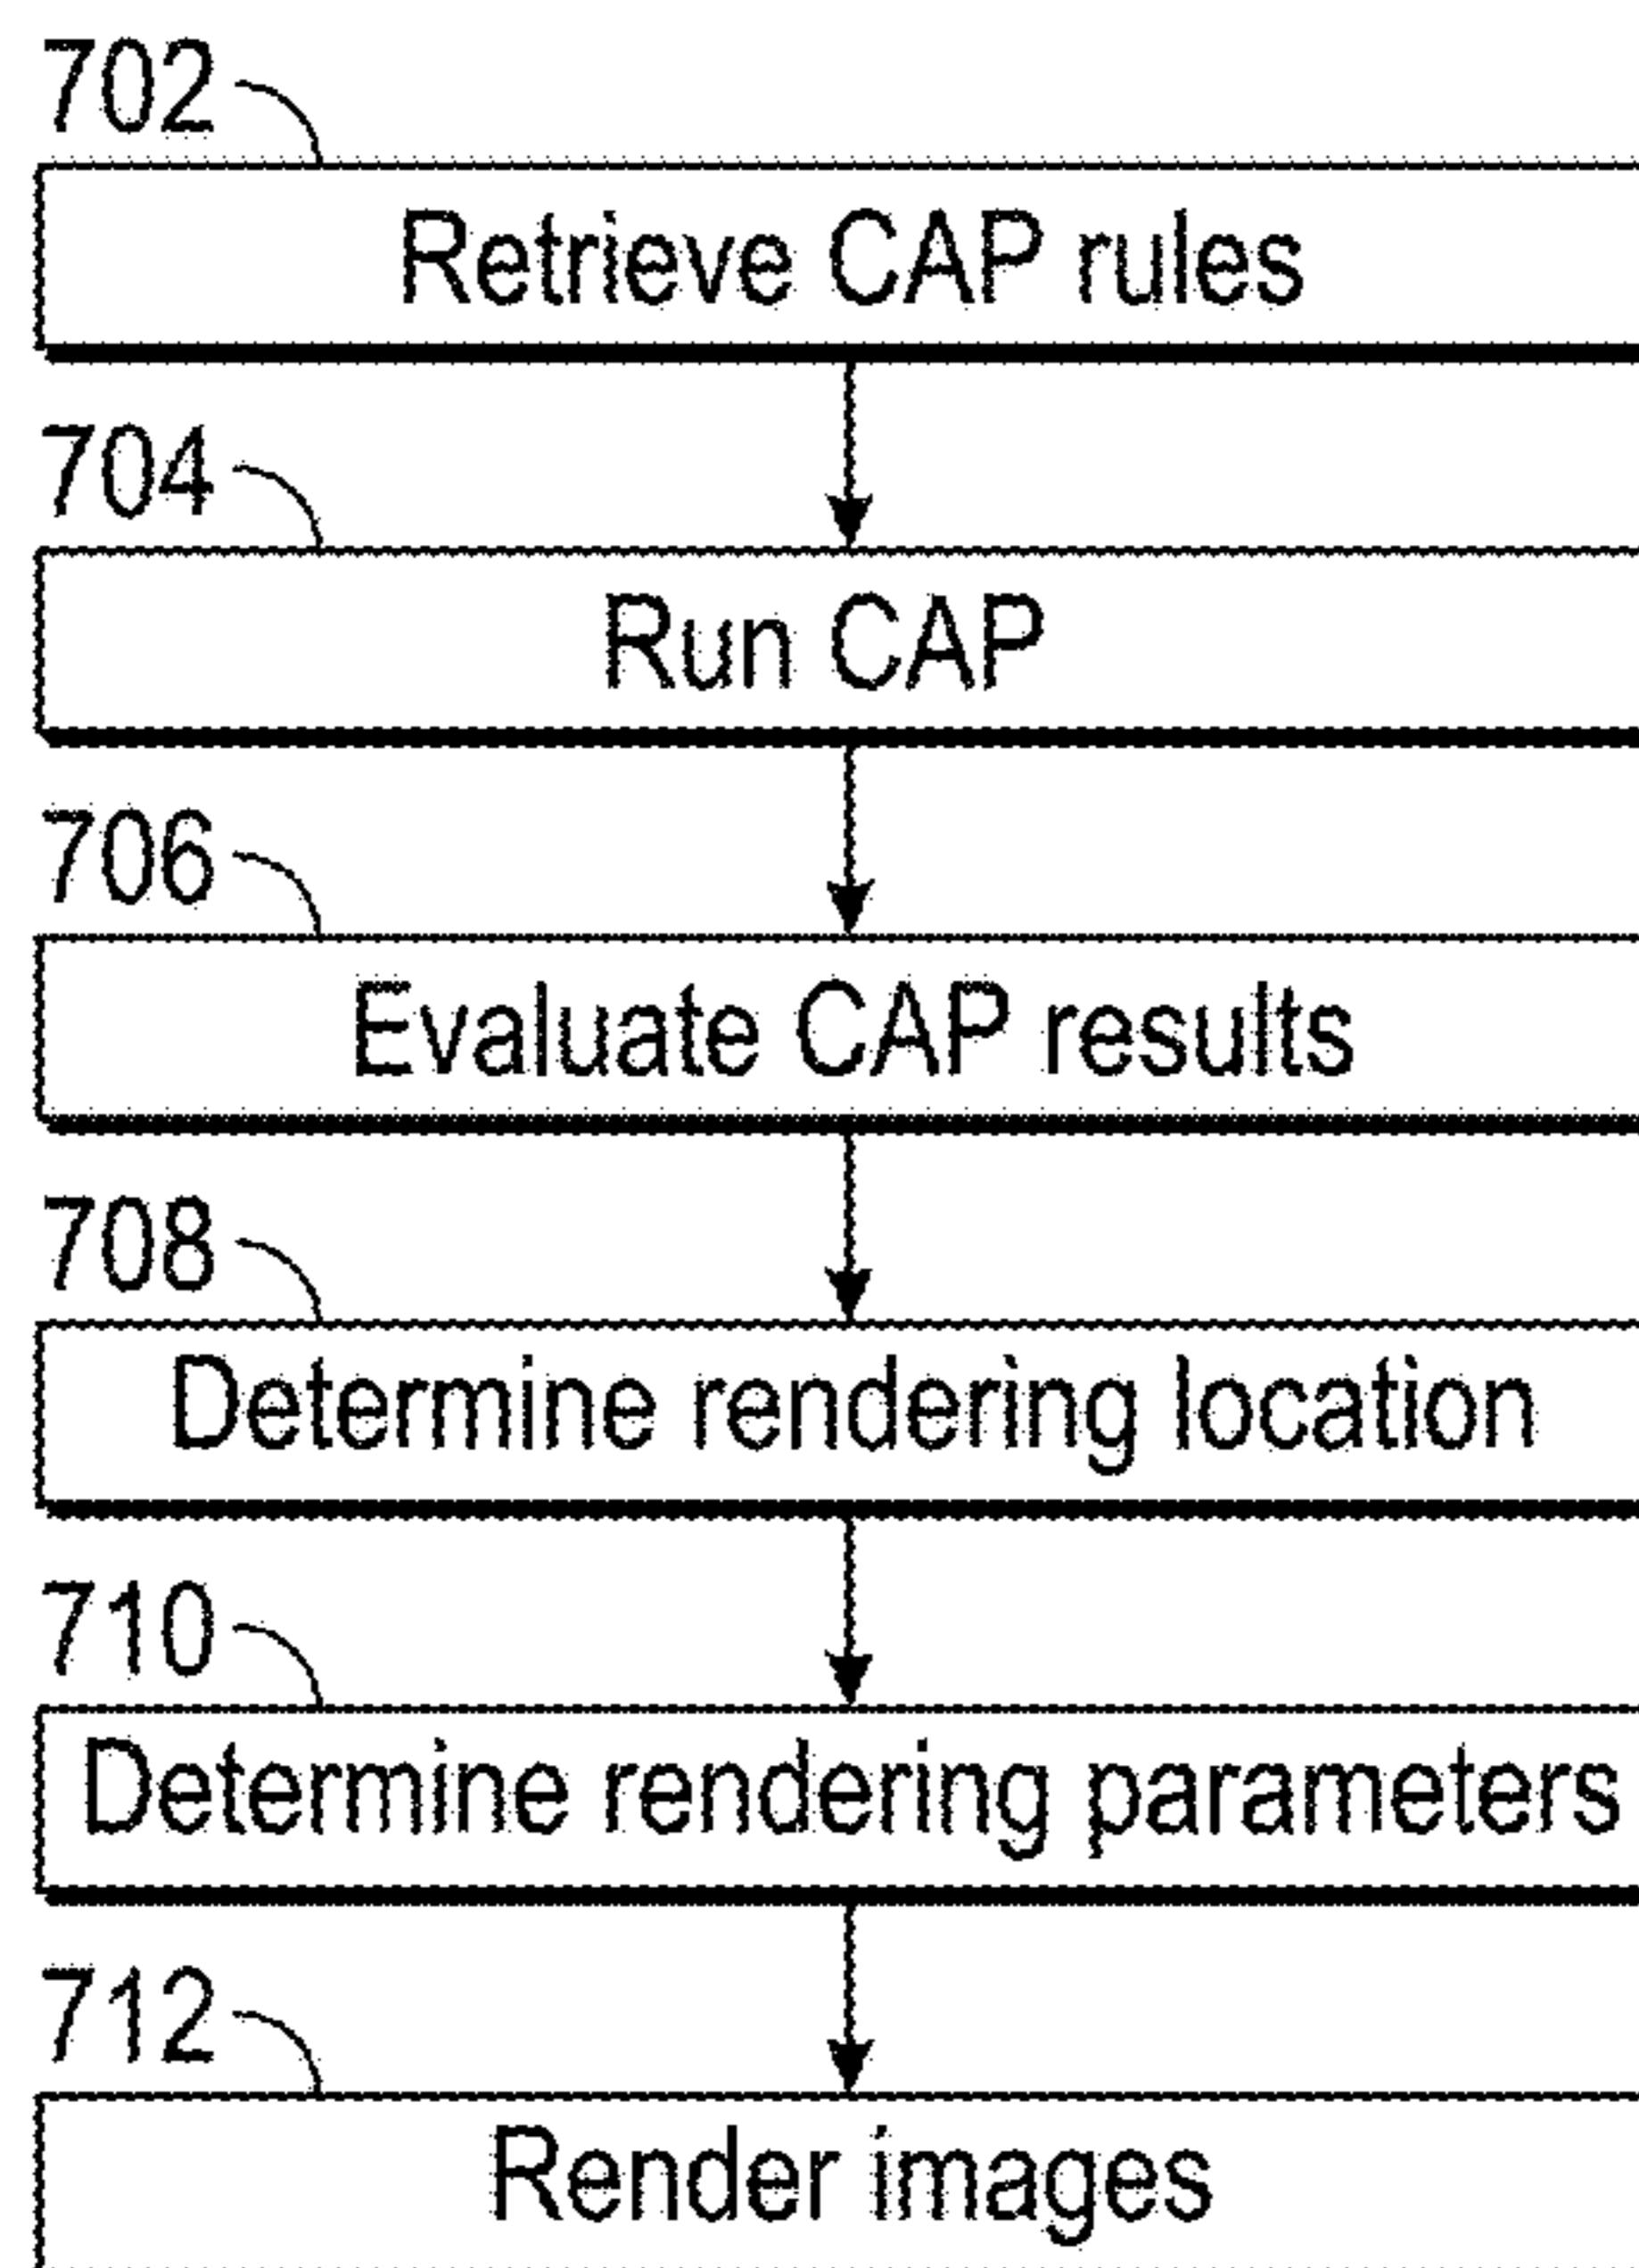 702
Retrieve CAP rules
704
Run CAP
706
Evaluate CAP results
708
Determine rendering location
710
Determine rendering parameters
712
Render images